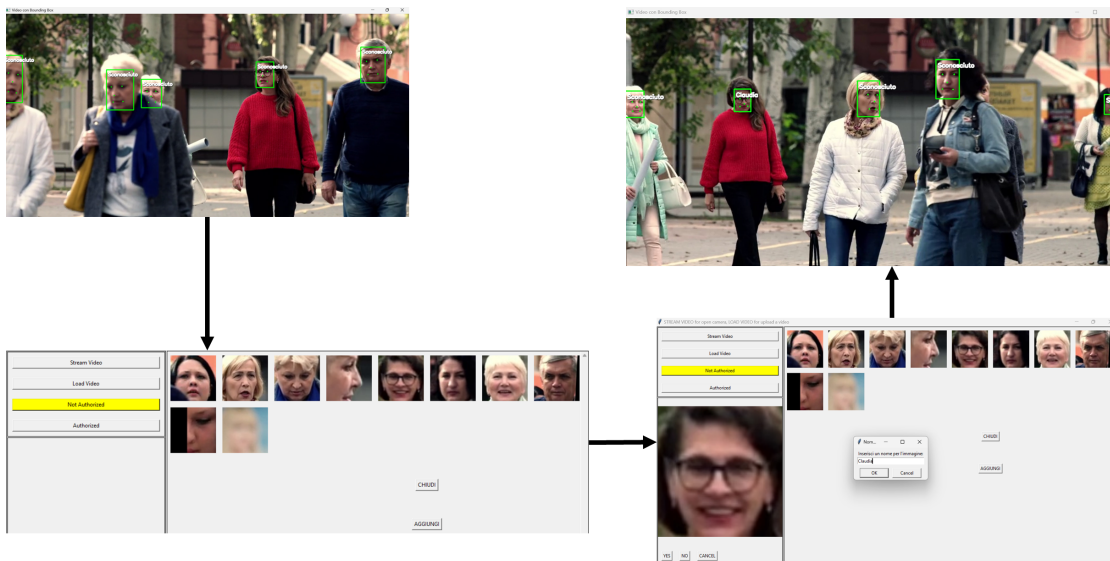 Video con Bounding Box
Sconosciuto
Sconosciuto
Sconosciuto
Sconosciuto
Sconosciuto
Stream Video
Load Video
Not Authorized
Authorized
CHIUDI
AGGIUNGI
STREAM VIDEO for open camera, LOAD VIDEO for upload a video
Stream Video
Load Video
Not Authorized
Authorized
CHIUDI
AGGIUNGI
Nom...
Inserisci un nome per l'immagine:
Claudia
OK Cancel
YES NO CANCEL
Video con Bounding Box
Sconosciuto
Claudia
Sconosciuto
Sconosciuto
S